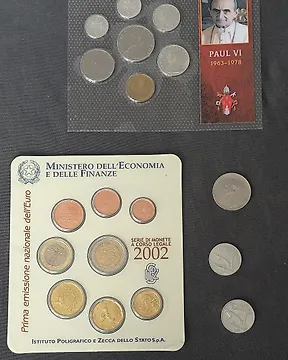 PAUL VI
1963-1978
MINISTERO DELL'ECONOMIA
E DELLE FINANZE
Prima emissione nazionale dell'Euro
SERIE DI MONETE
A CORSO LEGALE
2002
ISTITUTO POLIGRAFICO E ZECCA DELLO STATO S.p.A.